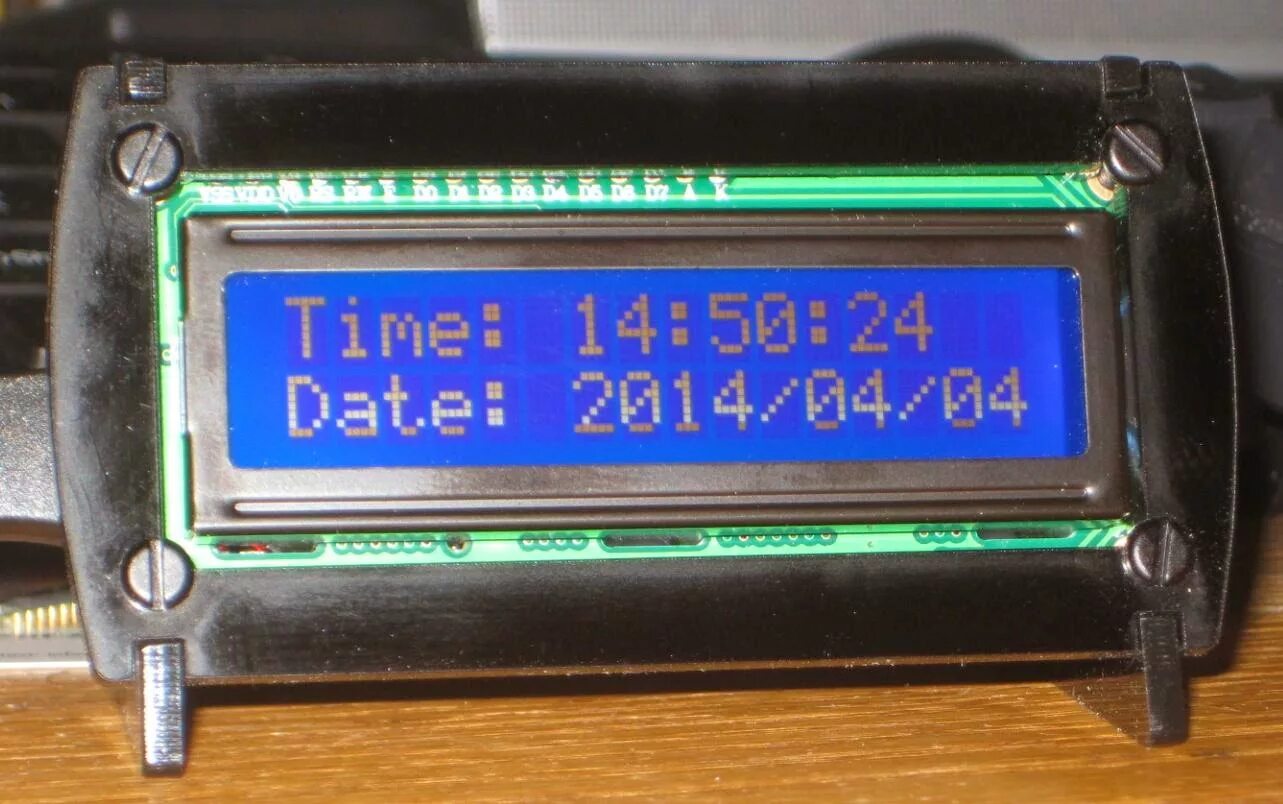 VSS VDD V0 RS RW E D0 D1 D2 D3 D4 D5 D6 D7 A K
Time: 14:50:24
Date: 2014/04/04